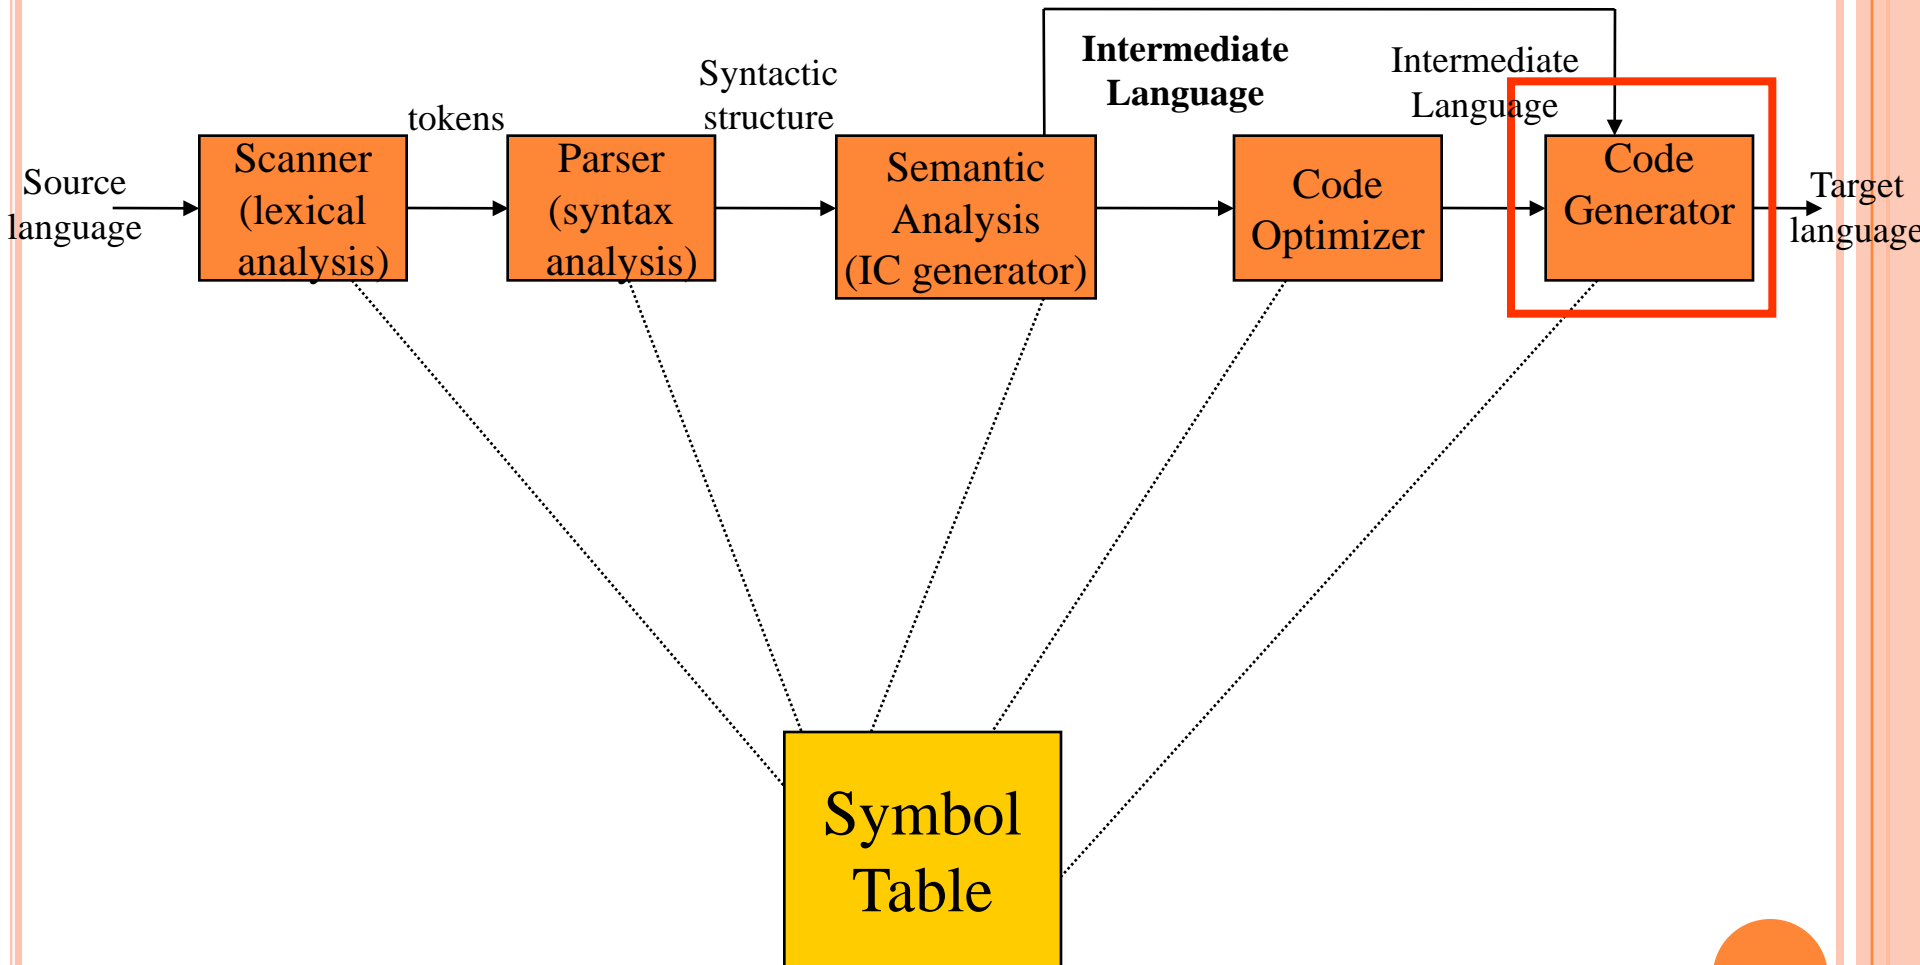 Source
language
Scanner
(lexical
analysis)
tokens
Parser
(syntax
analysis)
Syntactic
structure
Semantic
Analysis
(IC generator)
Intermediate
Language
Code
Optimizer
Intermediate
Language
Code
Generator
Target
language
Symbol
Table